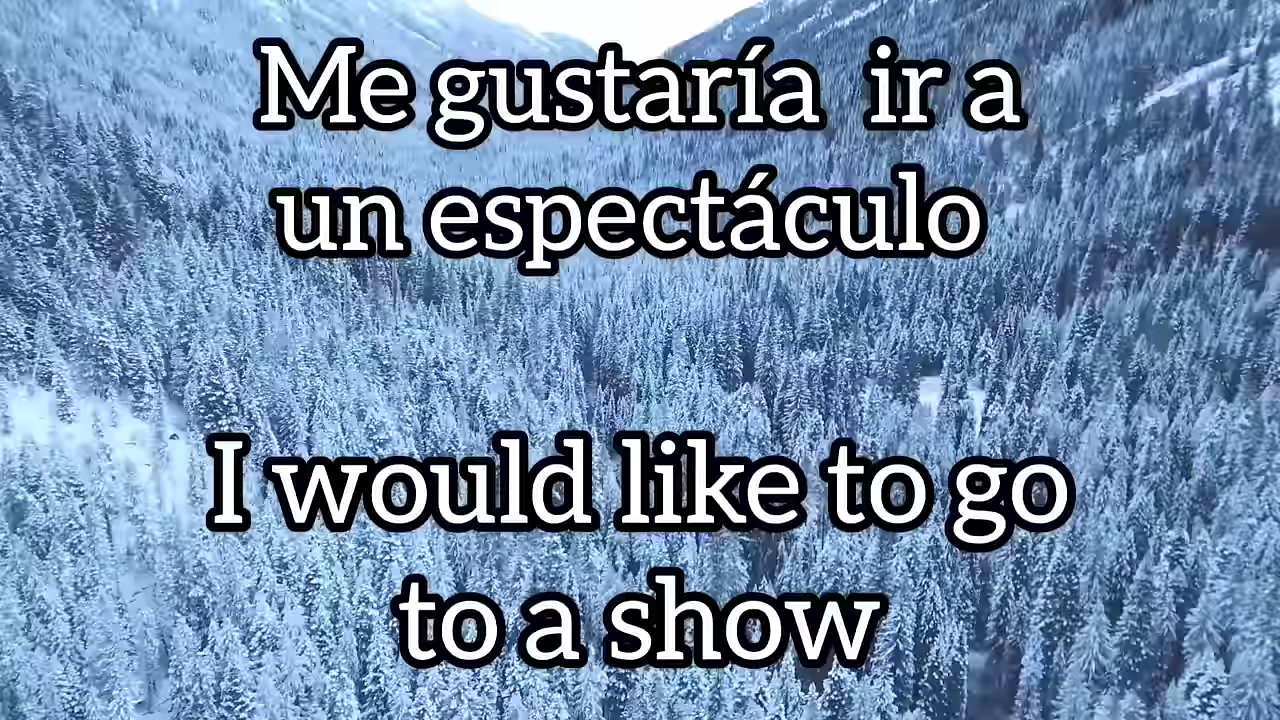 Me gustaría  ir a
un espectáculo
I would like to go
to a show